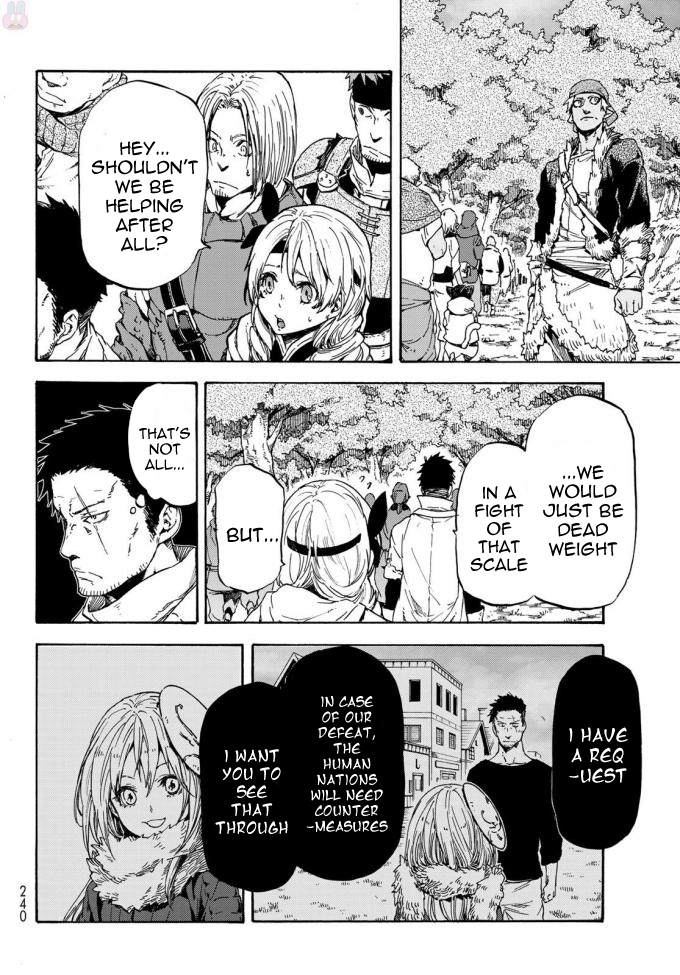 HEY...
SHOULDN'T
WE BE
HELPING
AFTER
ALL?
...WE
WOULD
JUST BE
DEAD
WEIGHT
IN A
FIGHT
OF
THAT
SCALE
BUT...
THAT'S
NOT
ALL...
I HAVE
A REQ
-UEST
IN CASE
OF OUR
DEFEAT,
THE
HUMAN
NATIONS
WILL NEED
COUNTER
-MEASURES
I WANT
YOU TO
SEE
THAT
THROUGH
240